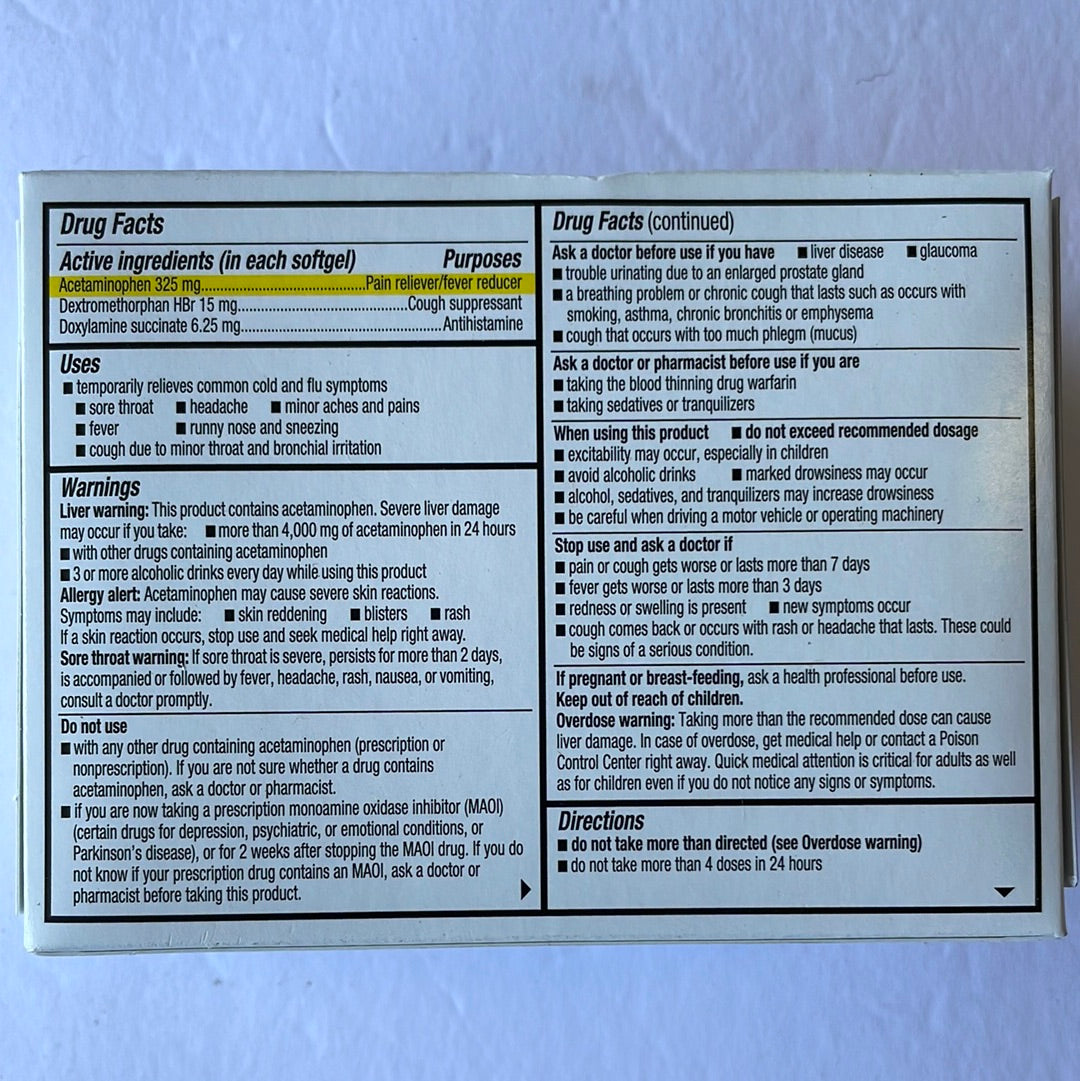 Drug Facts
Active ingredients (in each softgel) Purposes
Acetaminophen 325 mg..........................................Pain reliever/fever reducer
Dextromethorphan HBr 15 mg...........................................Cough suppressant
Doxylamine succinate 6.25 mg.................................................Antihistamine
Uses
■ temporarily relieves common cold and flu symptoms
■ sore throat ■ headache ■ minor aches and pains
■ fever ■ runny nose and sneezing
■ cough due to minor throat and bronchial irritation
Warnings
Liver warning: This product contains acetaminophen. Severe liver damage
may occur if you take: ■ more than 4,000 mg of acetaminophen in 24 hours
■ with other drugs containing acetaminophen
■ 3 or more alcoholic drinks every day while using this product
Allergy alert: Acetaminophen may cause severe skin reactions.
Symptoms may include: ■ skin reddening ■ blisters ■ rash
If a skin reaction occurs, stop use and seek medical help right away.
Sore throat warning: If sore throat is severe, persists for more than 2 days,
is accompanied or followed by fever, headache, rash, nausea, or vomiting,
consult a doctor promptly.
Do not use
■ with any other drug containing acetaminophen (prescription or
nonprescription). If you are not sure whether a drug contains
acetaminophen, ask a doctor or pharmacist.
■ if you are now taking a prescription monoamine oxidase inhibitor (MAOI)
(certain drugs for depression, psychiatric, or emotional conditions, or
Parkinson's disease), or for 2 weeks after stopping the MAOI drug. If you do
not know if your prescription drug contains an MAOI, ask a doctor or
pharmacist before taking this product.
Drug Facts (continued)
Ask a doctor before use if you have ■ liver disease ■ glaucoma
■ trouble urinating due to an enlarged prostate gland
■ a breathing problem or chronic cough that lasts such as occurs with
smoking, asthma, chronic bronchitis or emphysema
■ cough that occurs with too much phlegm (mucus)
Ask a doctor or pharmacist before use if you are
■ taking the blood thinning drug warfarin
■ taking sedatives or tranquilizers
When using this product ■ do not exceed recommended dosage
■ excitability may occur, especially in children
■ avoid alcoholic drinks ■ marked drowsiness may occur
■ alcohol, sedatives, and tranquilizers may increase drowsiness
■ be careful when driving a motor vehicle or operating machinery
Stop use and ask a doctor if
■ pain or cough gets worse or lasts more than 7 days
■ fever gets worse or lasts more than 3 days
■ redness or swelling is present ■ new symptoms occur
■ cough comes back or occurs with rash or headache that lasts. These could
be signs of a serious condition.
If pregnant or breast-feeding, ask a health professional before use.
Keep out of reach of children.
Overdose warning: Taking more than the recommended dose can cause
liver damage. In case of overdose, get medical help or contact a Poison
Control Center right away. Quick medical attention is critical for adults as well
as for children even if you do not notice any signs or symptoms.
Directions
■ do not take more than directed (see Overdose warning)
■ do not take more than 4 doses in 24 hours